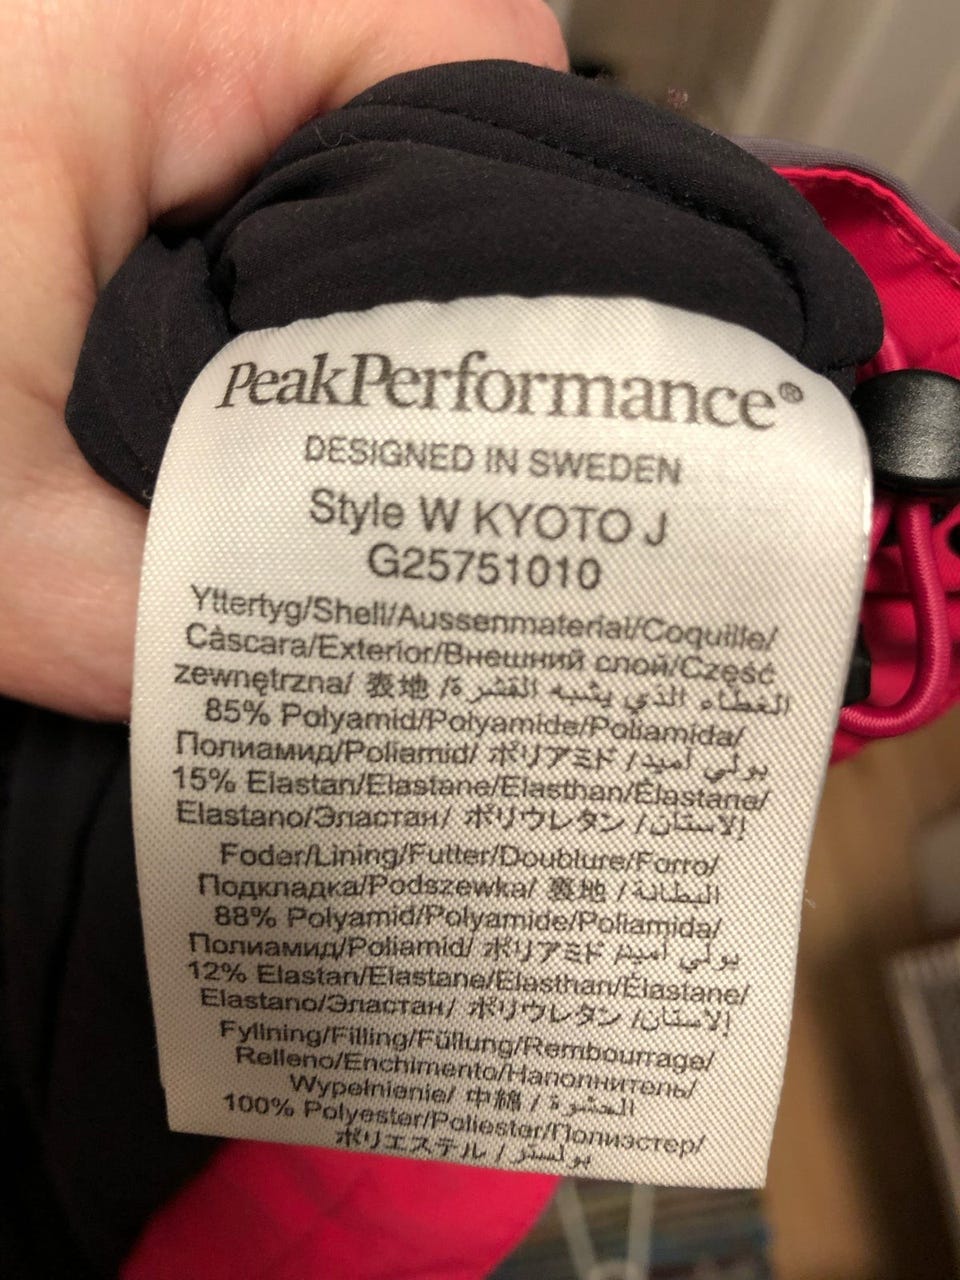 PeakPerformance®
DESIGNED IN SWEDEN
Style W KYOTO J
G25751010
Yttertyg/Shell/Aussenmaterial/Coquille/
Càscara/Exterior/Внешний слой/Część
zewnętrzna/ 表地 /الغطاء الذي يشبه القشرة
85% Polyamid/Polyamide/Poliamida/
Полиамид/Poliamid/ ポリアミド /بولي أميد
15% Elastan/Elastane/Elasthan/Élastane/
Elastano/Эластан/ ポリウレタン /إلاستان
Foder/Lining/Futter/Doublure/Forro/
Подкладка/Podszewka/ 裏地 / البطانة
88% Polyamid/Polyamide/Poliamida/
Полиамид/Poliamid/ ポリアミド /بولي أميد
12% Elastan/Elastane/Elasthan/Élastane/
Elastano/Эластан/ ポリウレタン /إلاستان
Fyllning/Filling/Füllung/Rembourrage/
Relleno/Enchimento/Наполнитель/
Wypełnienie/ 中綿 / الحشوة
100% Polyester/Poliester/Полиэстер/
ポリエステル / بولستر